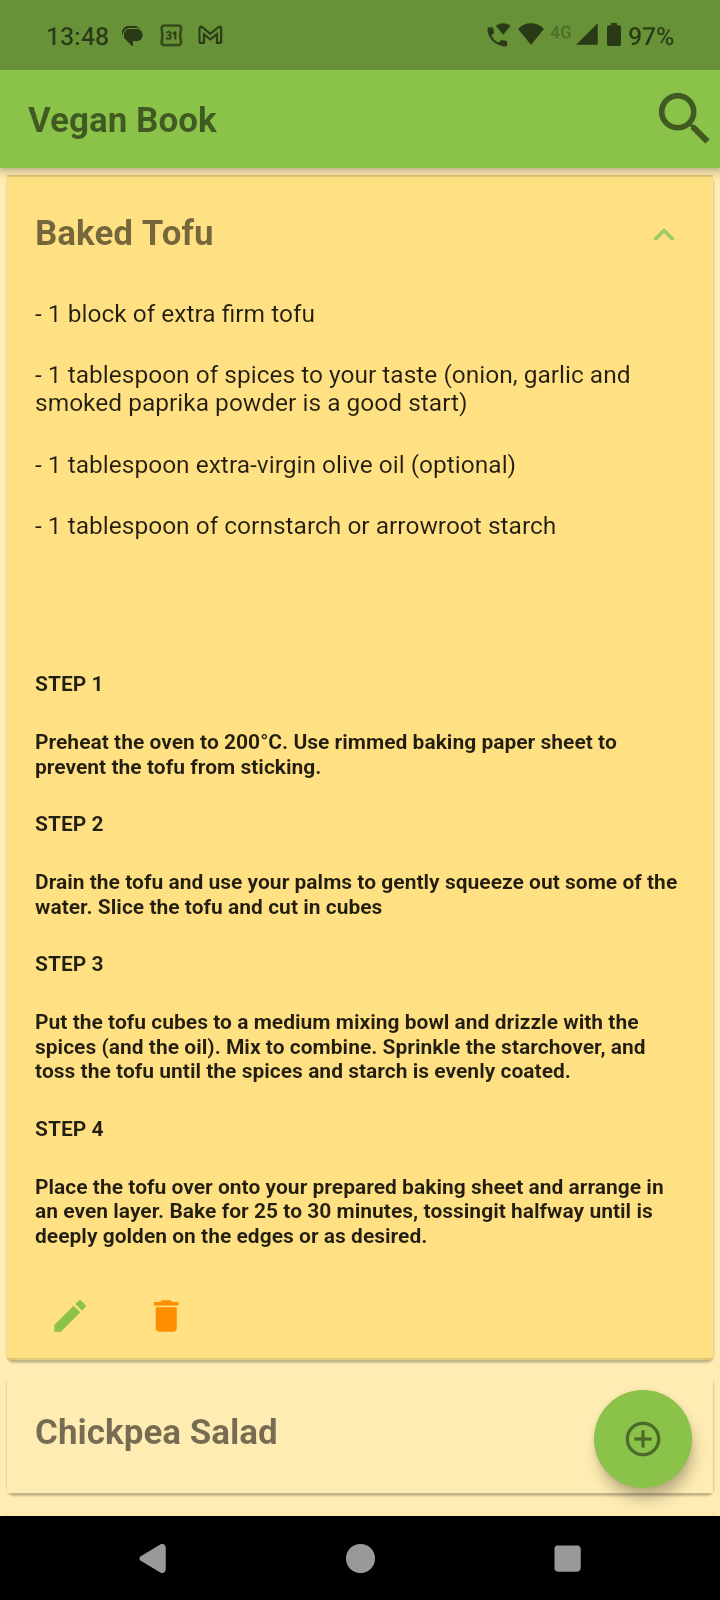 13:48
31
4G
97%
Vegan Book
Baked Tofu
- 1 block of extra firm tofu
- 1 tablespoon of spices to your taste (onion, garlic and
smoked paprika powder is a good start)
- 1 tablespoon extra-virgin olive oil (optional)
- 1 tablespoon of cornstarch or arrowroot starch
STEP 1
Preheat the oven to 200°C. Use rimmed baking paper sheet to
prevent the tofu from sticking.
STEP 2
Drain the tofu and use your palms to gently squeeze out some of the
water. Slice the tofu and cut in cubes
STEP 3
Put the tofu cubes to a medium mixing bowl and drizzle with the
spices (and the oil). Mix to combine. Sprinkle the starchover, and
toss the tofu until the spices and starch is evenly coated.
STEP 4
Place the tofu over onto your prepared baking sheet and arrange in
an even layer. Bake for 25 to 30 minutes, tossingit halfway until is
deeply golden on the edges or as desired.
Chickpea Salad